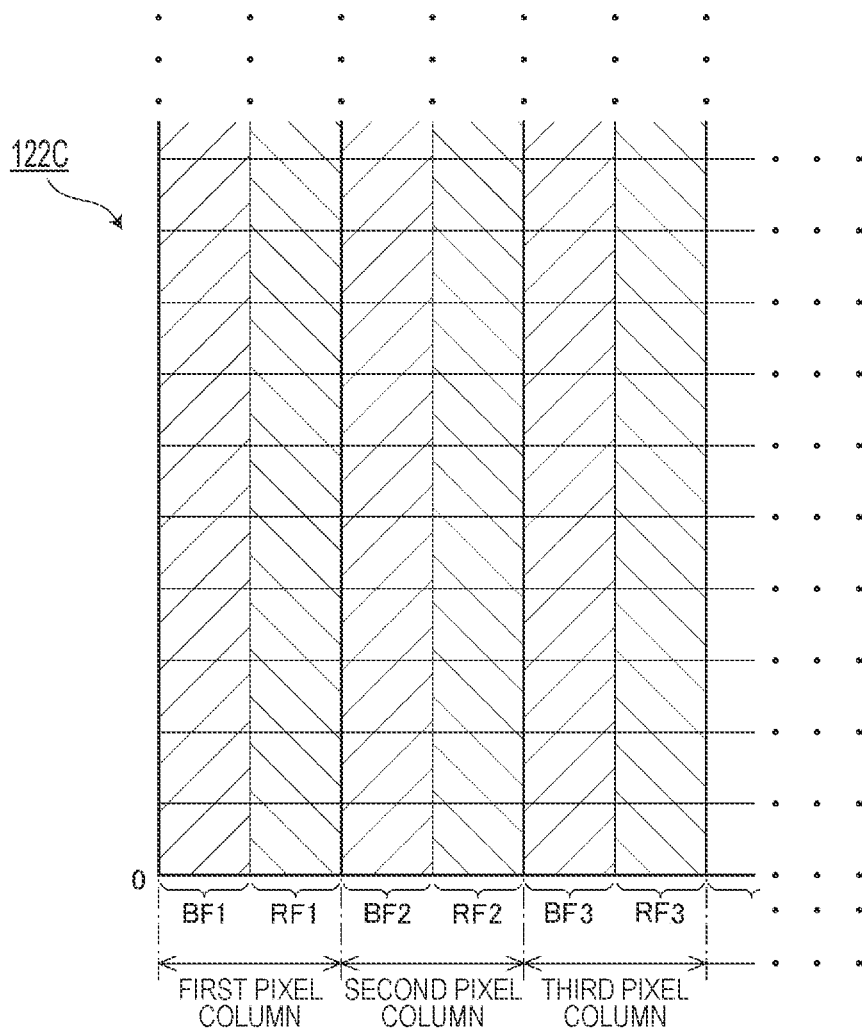 122C
0
BF1 RF1 BF2 RF2 BF3 RF3
FIRST PIXEL COLUMN
SECOND PIXEL COLUMN
THIRD PIXEL COLUMN